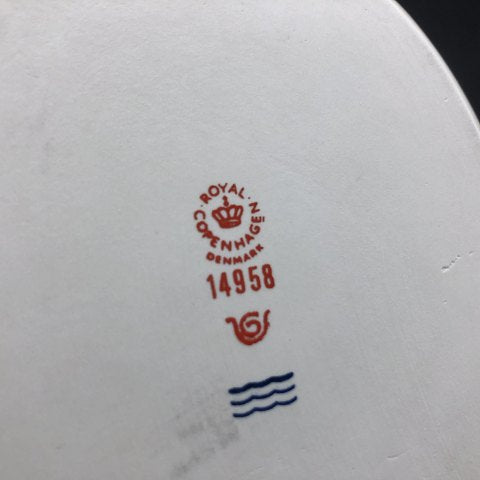 ROYAL
COPENHAGEN
DENMARK
14958